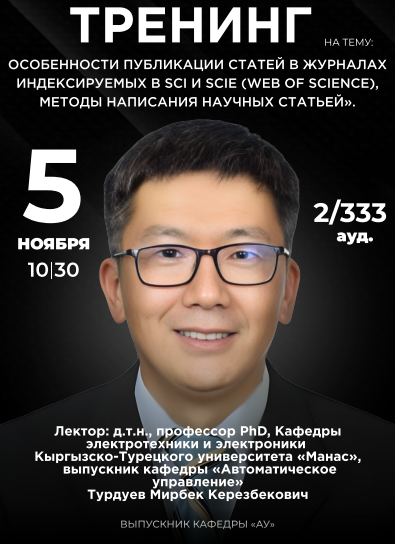 ТРЕНИНГ
НА ТЕМУ:
ОСОБЕННОСТИ ПУБЛИКАЦИИ СТАТЕЙ В ЖУРНАЛАХ
ИНДЕКСИРУЕМЫХ В SCI И SCIE (WEB OF SCIENCE),
МЕТОДЫ НАПИСАНИЯ НАУЧНЫХ СТАТЬЕЙ».
5
НОЯБРЯ
10|30
2/333
ауд.
Лектор: д.т.н., профессор PhD, Кафедры
электротехники и электроники
Кыргызско-Турецкого университета «Манас»,
выпускник кафедры «Автоматическое
управление»
Турдуев Мирбек Керезбекович
ВЫПУСКНИК КАФЕДРЫ «АУ»